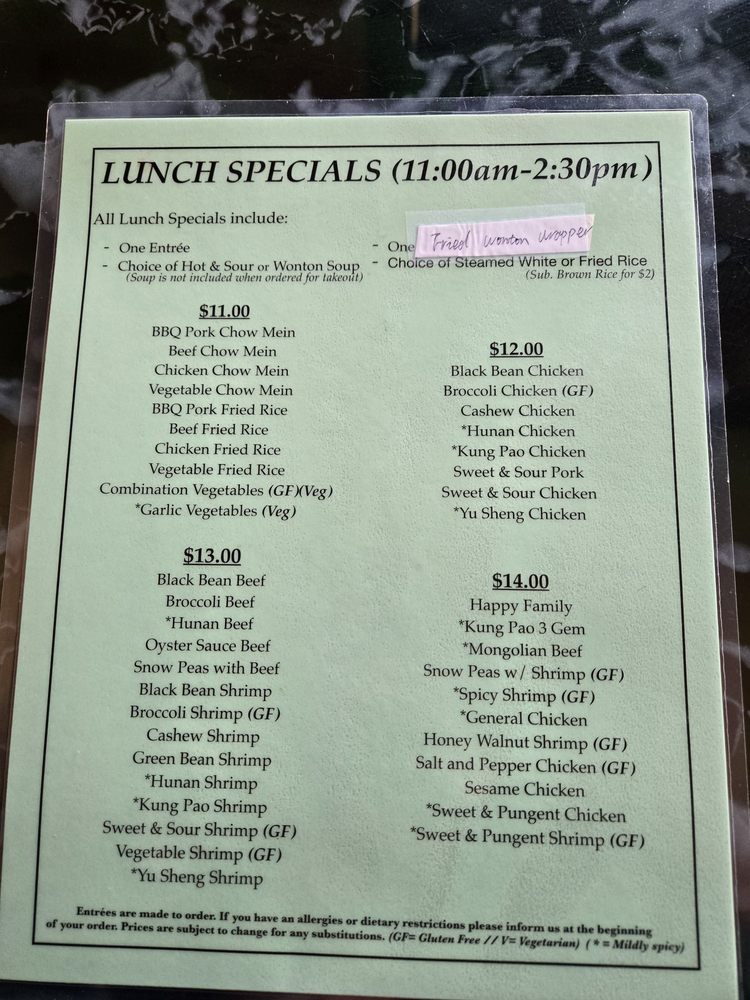 LUNCH SPECIALS (11:00am-2:30pm)
All Lunch Specials include:
- One Entrée
- Choice of Hot & Sour or Wonton Soup
(Soup is not included when ordered for takeout)
- One Fried wonton wrapper
- Choice of Steamed White or Fried Rice
(Sub. Brown Rice for $2)
$11.00
BBQ Pork Chow Mein
Beef Chow Mein
Chicken Chow Mein
Vegetable Chow Mein
BBQ Pork Fried Rice
Beef Fried Rice
Chicken Fried Rice
Vegetable Fried Rice
Combination Vegetables (GF)(Veg)
*Garlic Vegetables (Veg)
$12.00
Black Bean Chicken
Broccoli Chicken (GF)
Cashew Chicken
*Hunan Chicken
*Kung Pao Chicken
Sweet & Sour Pork
Sweet & Sour Chicken
*Yu Sheng Chicken
$13.00
Black Bean Beef
Broccoli Beef
*Hunan Beef
Oyster Sauce Beef
Snow Peas with Beef
Black Bean Shrimp
Broccoli Shrimp (GF)
Cashew Shrimp
Green Bean Shrimp
*Hunan Shrimp
*Kung Pao Shrimp
Sweet & Sour Shrimp (GF)
Vegetable Shrimp (GF)
*Yu Sheng Shrimp
$14.00
Happy Family
*Kung Pao 3 Gem
*Mongolian Beef
Snow Peas w/ Shrimp (GF)
*Spicy Shrimp (GF)
*General Chicken
Honey Walnut Shrimp (GF)
Salt and Pepper Chicken (GF)
Sesame Chicken
*Sweet & Pungent Chicken
*Sweet & Pungent Shrimp (GF)
Entrées are made to order. If you have an allergies or dietary restrictions please inform us at the beginning
of your order. Prices are subject to change for any substitutions. (GF= Gluten Free // V= Vegetarian) ( * = Mildly spicy)